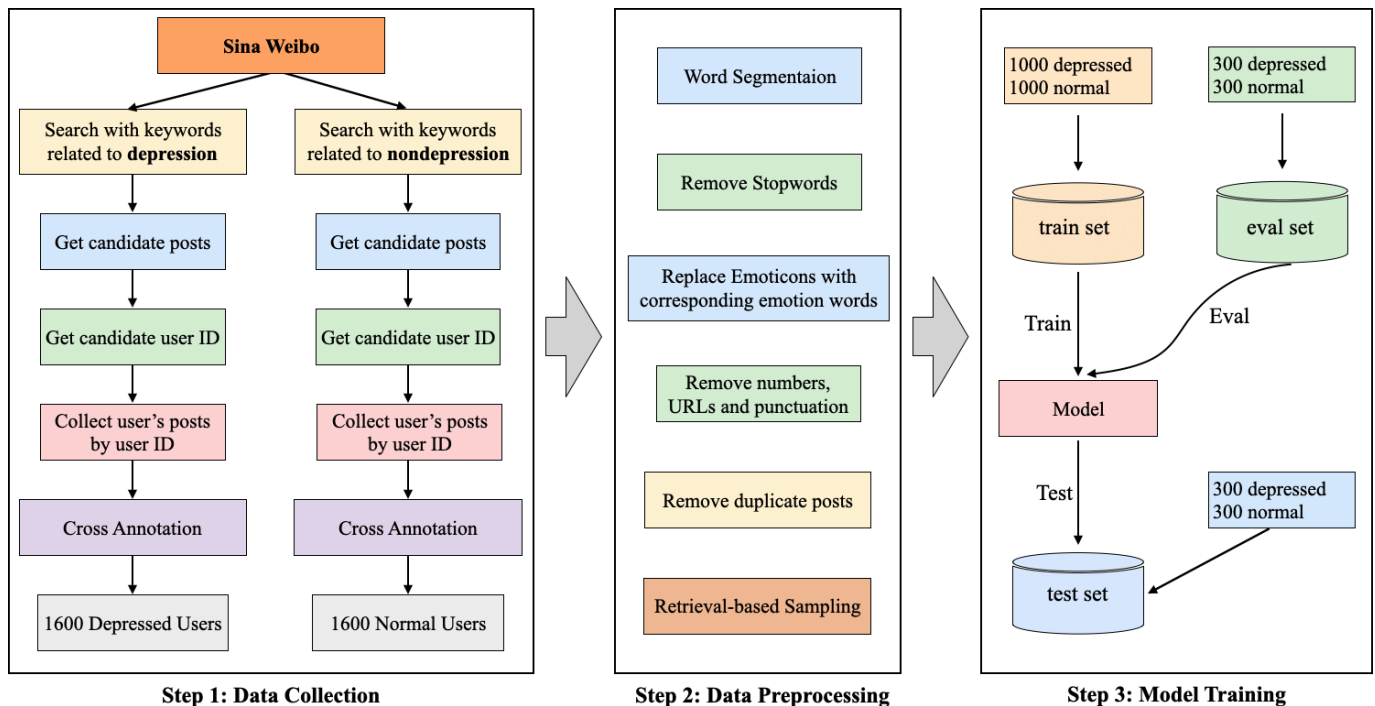 Sina Weibo
Search with keywords
related to depression
Get candidate posts
Get candidate user ID
Collect user’s posts
by user ID
Cross Annotation
1600 Depressed Users
Search with keywords
related to nondepression
Get candidate posts
Get candidate user ID
Collect user’s posts
by user ID
Cross Annotation
1600 Normal Users
Step 1: Data Collection
Word Segmentaion
Remove Stopwords
Replace Emoticons with
corresponding emotion words
Remove numbers,
URLs and punctuation
Remove duplicate posts
Retrieval-based Sampling
Step 2: Data Preprocessing
1000 depressed
1000 normal
300 depressed
300 normal
train set
eval set
Train
Eval
Model
Test
300 depressed
300 normal
test set
Step 3: Model Training